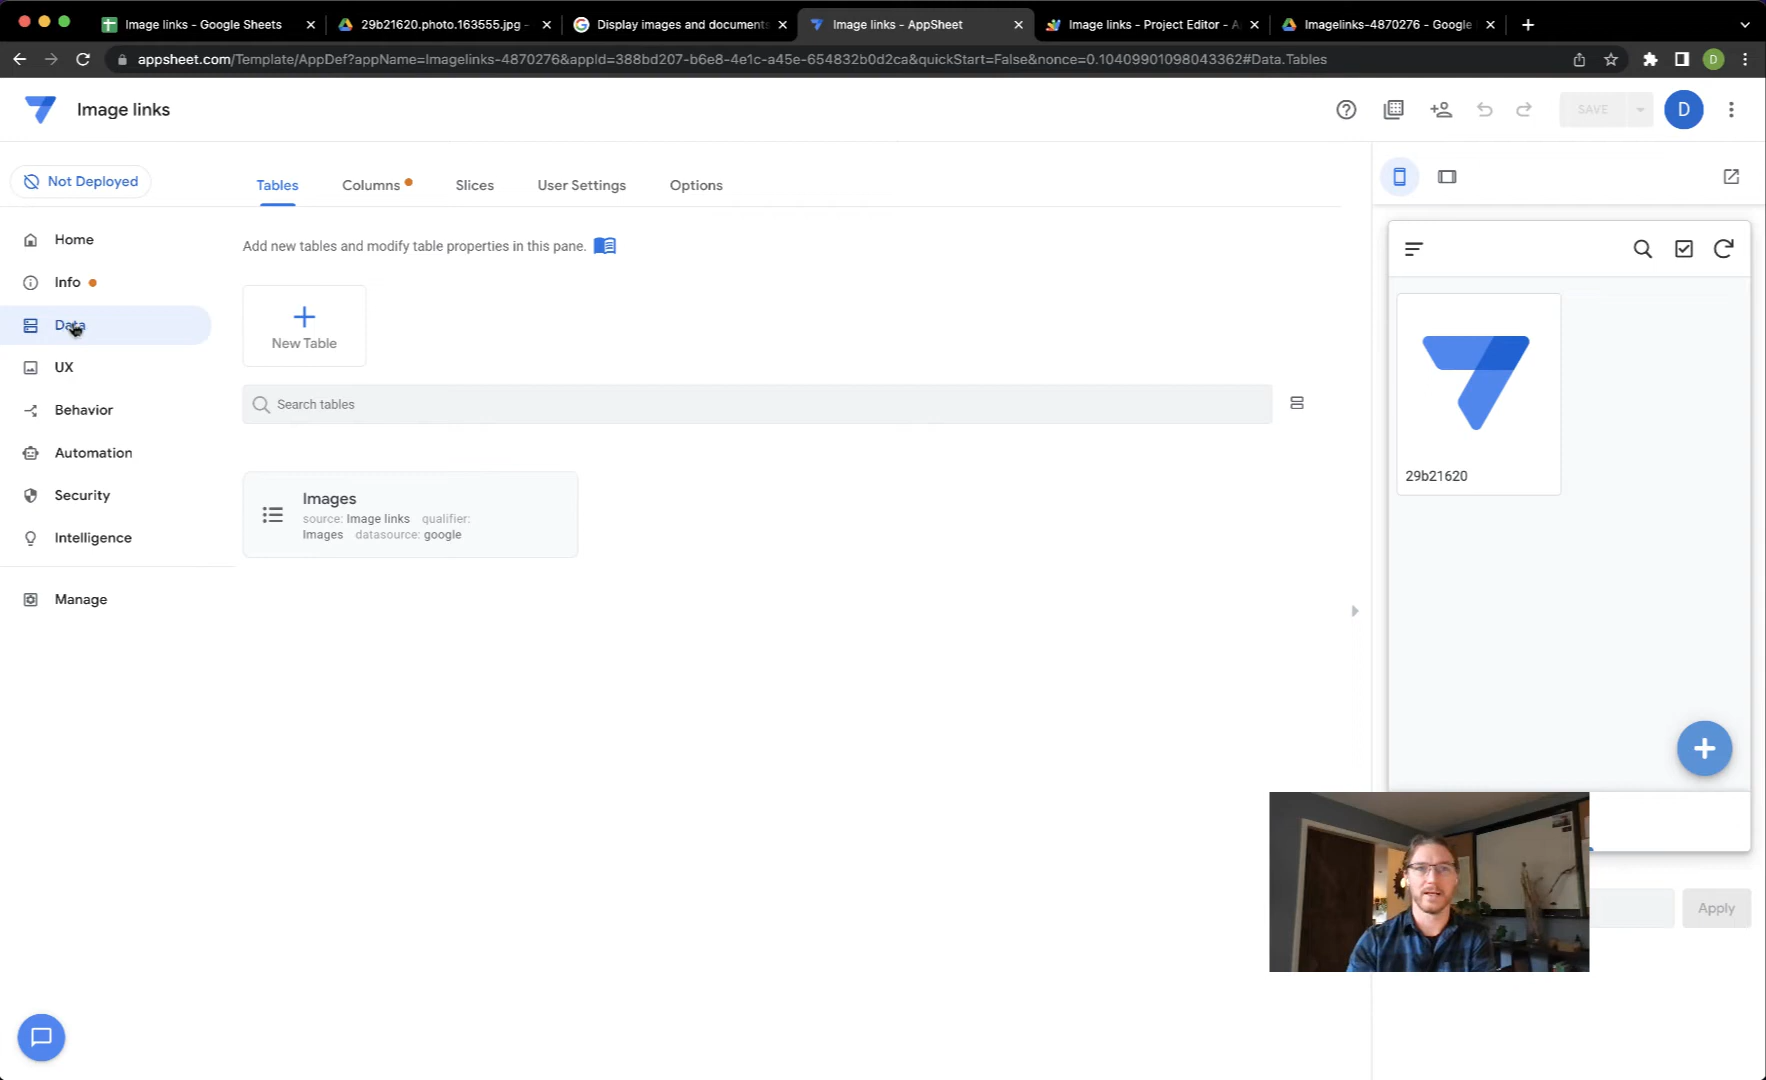 Image links - Google Sheets
29b21620.photo.163555.jpg -
Display images and document
Image links - AppSheet
Image links - Project Editor - A
Imagelinks-4870276 - Google
appsheet.com/Template/AppDef?appName=Imagelinks-4870276&appId=388bd207-b6e8-4e1c-a45e-654832b0d2ca&quickStart=False&nonce=0.10409901098043362#Data.Tables
D
Image links
SAVE
D
Not Deployed
Tables
Columns
Slices
User Settings
Options
Home
Info
Data
UX
Behavior
Automation
Security
Intelligence
Manage
Add new tables and modify table properties in this pane.
New Table
Search tables
Images
source: Image links qualifier:
Images datasource: google
29b21620
Apply